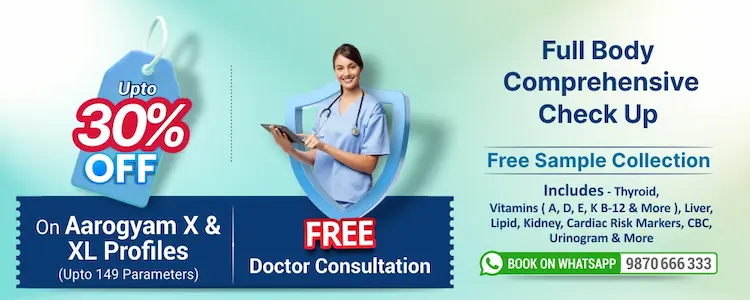 Upto
30%
OFF
On Aarogyam X &
XL Profiles
(Upto 149 Parameters)
FREE
Doctor Consultation
Full Body
Comprehensive
Check Up
Free Sample Collection
Includes - Thyroid,
Vitamins ( A, D, E, K B-12 & More ), Liver,
Lipid, Kidney, Cardiac Risk Markers, CBC,
Urinogram & More
BOOK ON WHATSAPP 9870 666 333